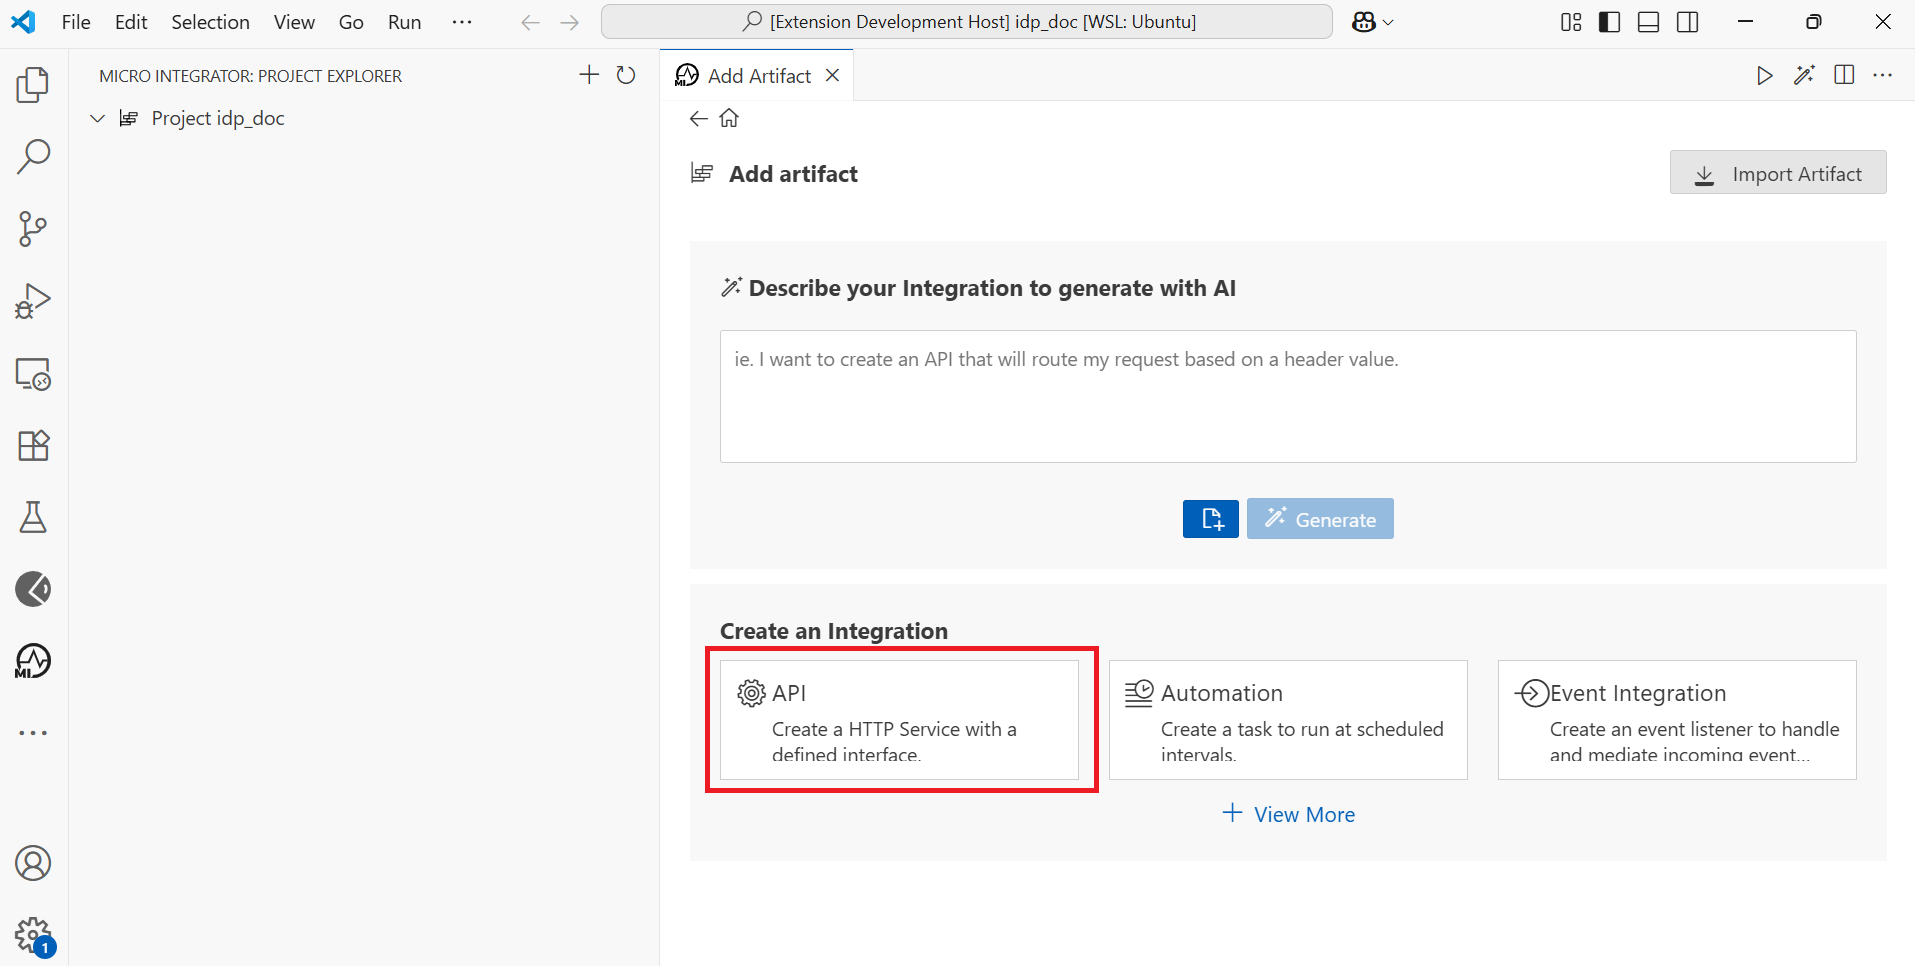 File Edit Selection View Go Run ···
[Extension Development Host] idp_doc [WSL: Ubuntu]
MICRO INTEGRATOR: PROJECT EXPLORER
Project idp_doc
MI Add Artifact
Add artifact
Import Artifact
Describe your Integration to generate with AI
ie. I want to create an API that will route my request based on a header value.
Generate
Create an Integration
API
Create a HTTP Service with a
defined interface.
Automation
Create a task to run at scheduled
intervals.
Event Integration
Create an event listener to handle
and mediate incoming event...
View More
MI
1